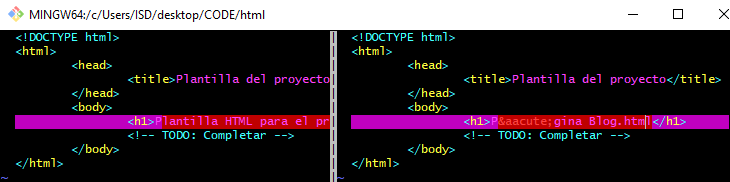 MINGW64:/c/Users/ISD/desktop/CODE/html
<!DOCTYPE html>
<html>
<head>
<title>Plantilla del proyecto
</head>
<body>
<h1>Plantilla HTML para el pr
<!-- TODO: Completar -->
</body>
</html>
~
<!DOCTYPE html>
<html>
<head>
<title>Plantilla del proyecto</title>
</head>
<body>
<h1>P&aacute;gina Blog.html</h1>
<!-- TODO: Completar -->
</body>
</html>
~